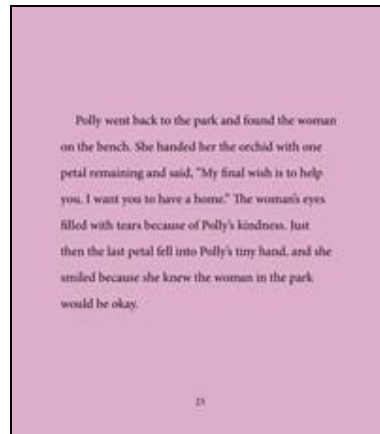 Polly went back to the park and found the woman
on the bench. She handed her the orchid with one
petal remaining and said, "My final wish is to help
you. I want you to have a home." The woman's eyes
filled with tears because of Polly's kindness. Just
then the last petal fell into Polly's tiny hand, and she
smiled because she knew the woman in the park
would be okay.
23